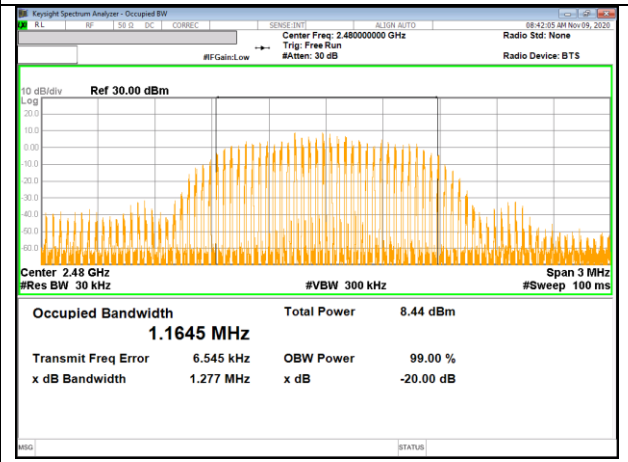 Keysight Spectrum Analyzer - Occupied BW
RL RF 50 Ω DC CORREC SENSE:INT ALIGN AUTO 08:42:05 AM Nov 09, 2020
Center Freq: 2.480000000 GHz Radio Std: None
Trig: Free Run
#IFGain:Low #Atten: 30 dB Radio Device: BTS
10 dB/div Ref 30.00 dBm
Log
20.0
10.0
0.00
-10.0
-20.0
-30.0
-40.0
-50.0
-60.0
Center 2.48 GHz Span 3 MHz
#Res BW 30 kHz #VBW 300 kHz #Sweep 100 ms
Occupied Bandwidth Total Power 8.44 dBm
1.1645 MHz
Transmit Freq Error 6.545 kHz OBW Power 99.00 %
x dB Bandwidth 1.277 MHz x dB -20.00 dB
MSG STATUS